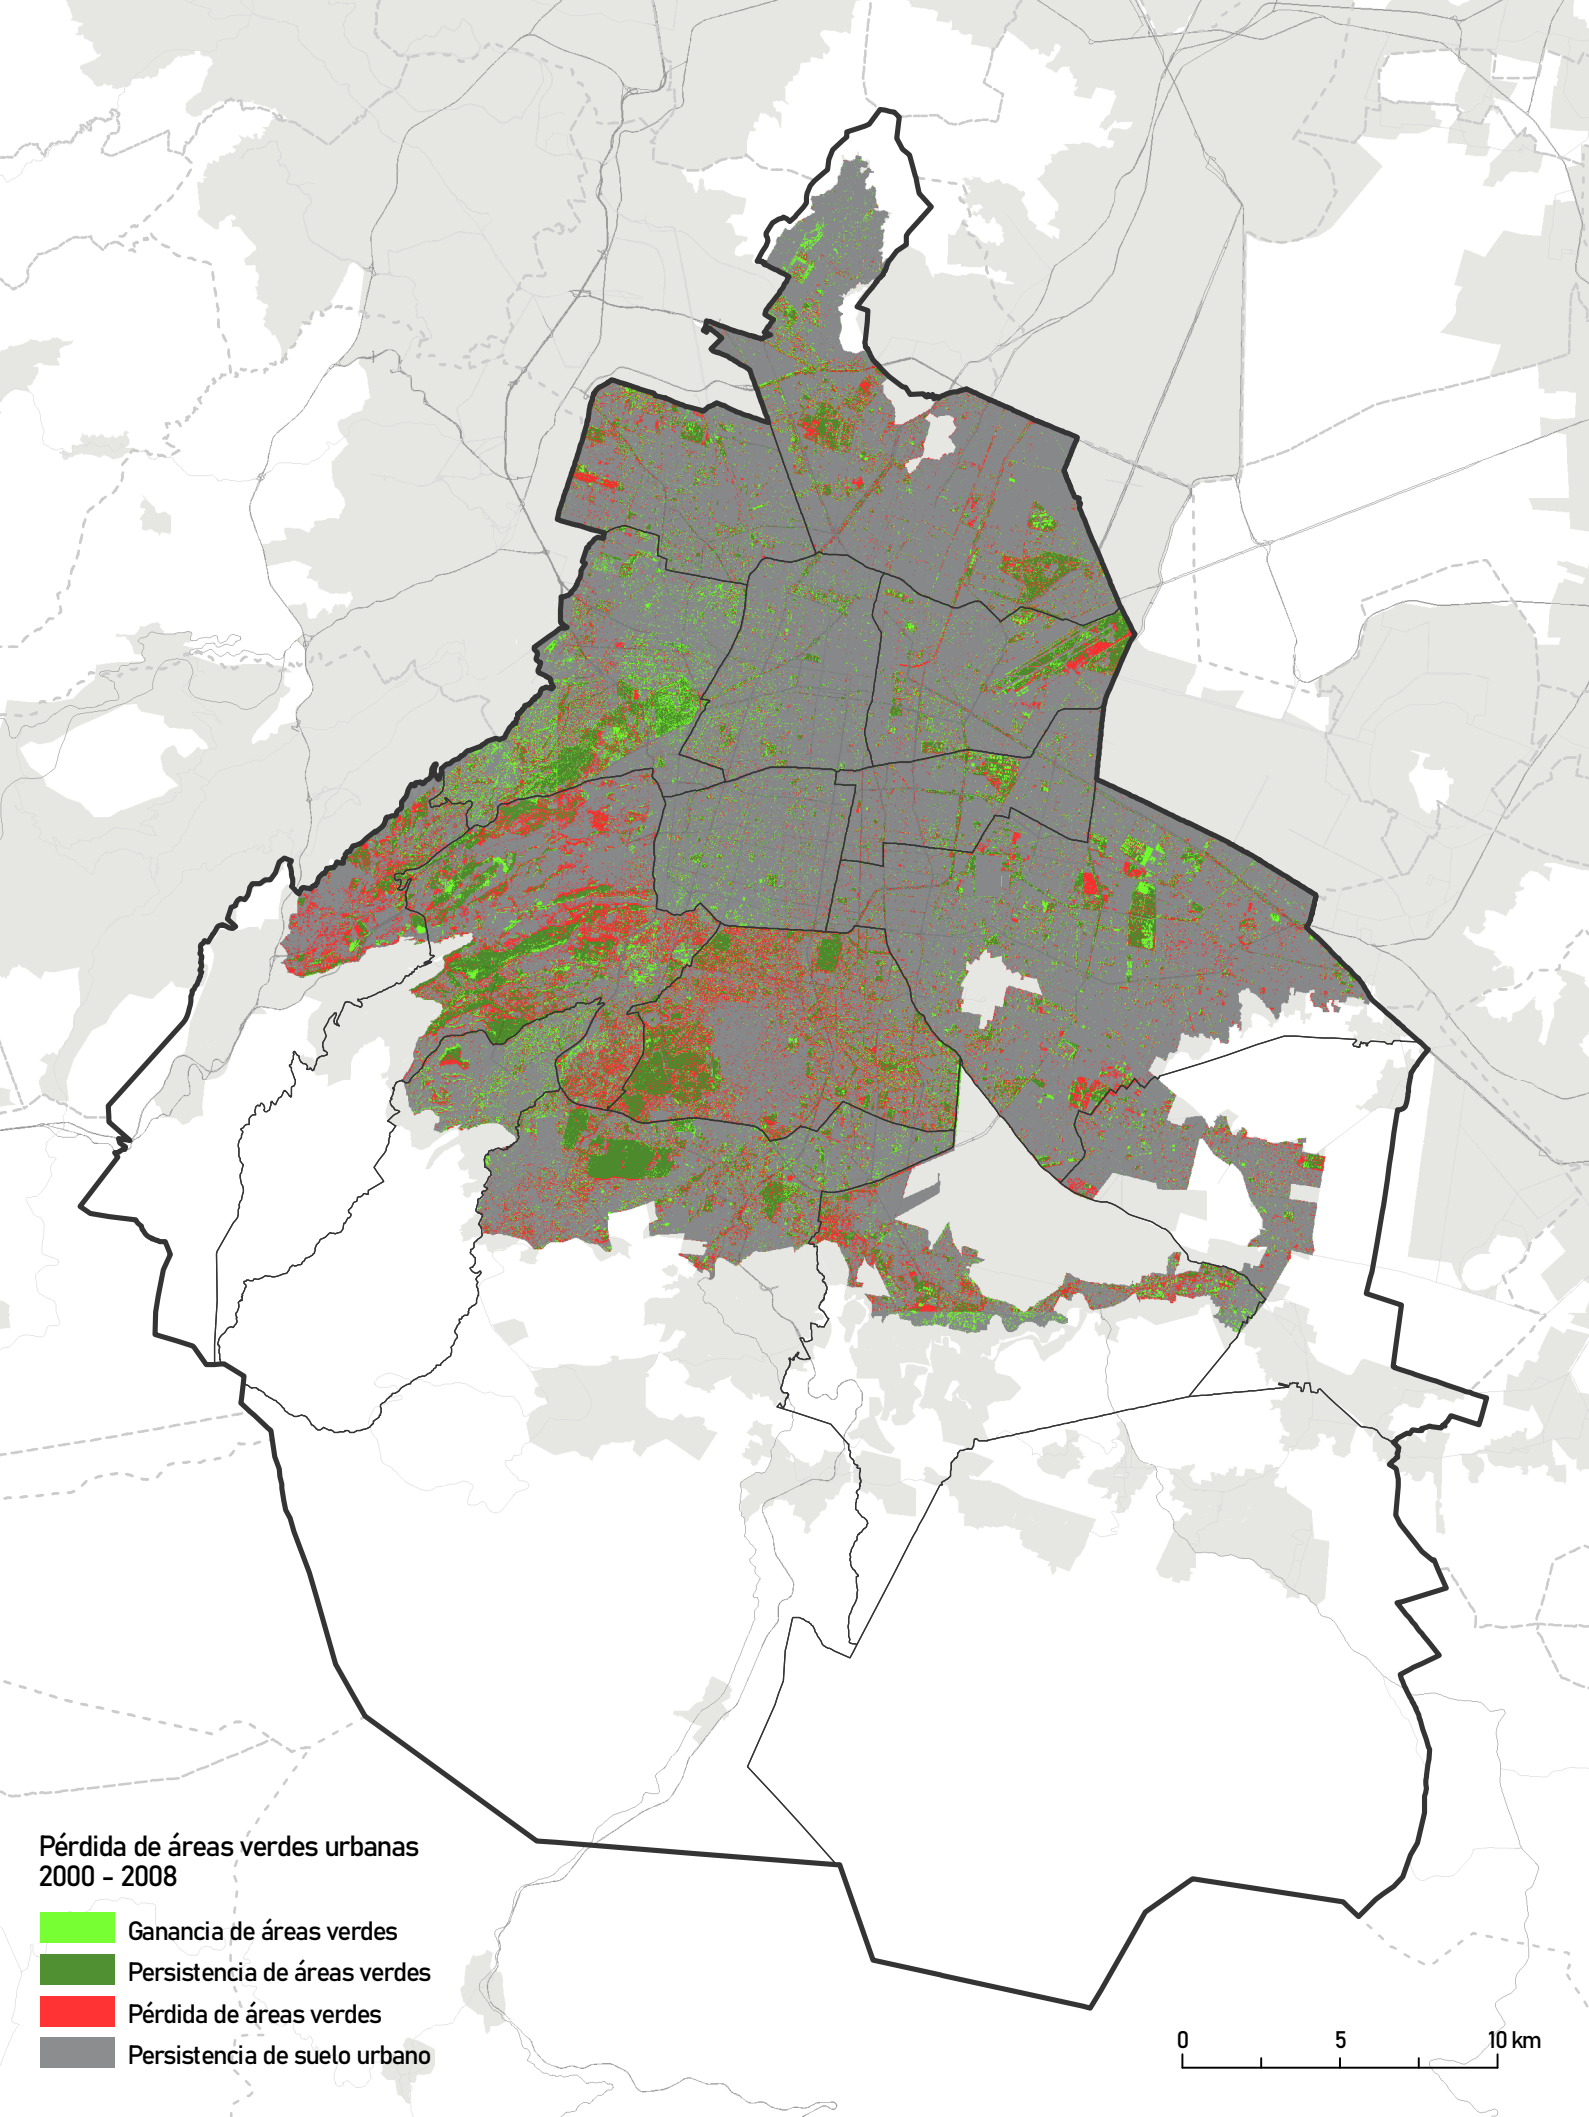 Pérdida de áreas verdes urbanas
2000 - 2008
Ganancia de áreas verdes
Persistencia de áreas verdes
Pérdida de áreas verdes
Persistencia de suelo urbano
0 5 10 km